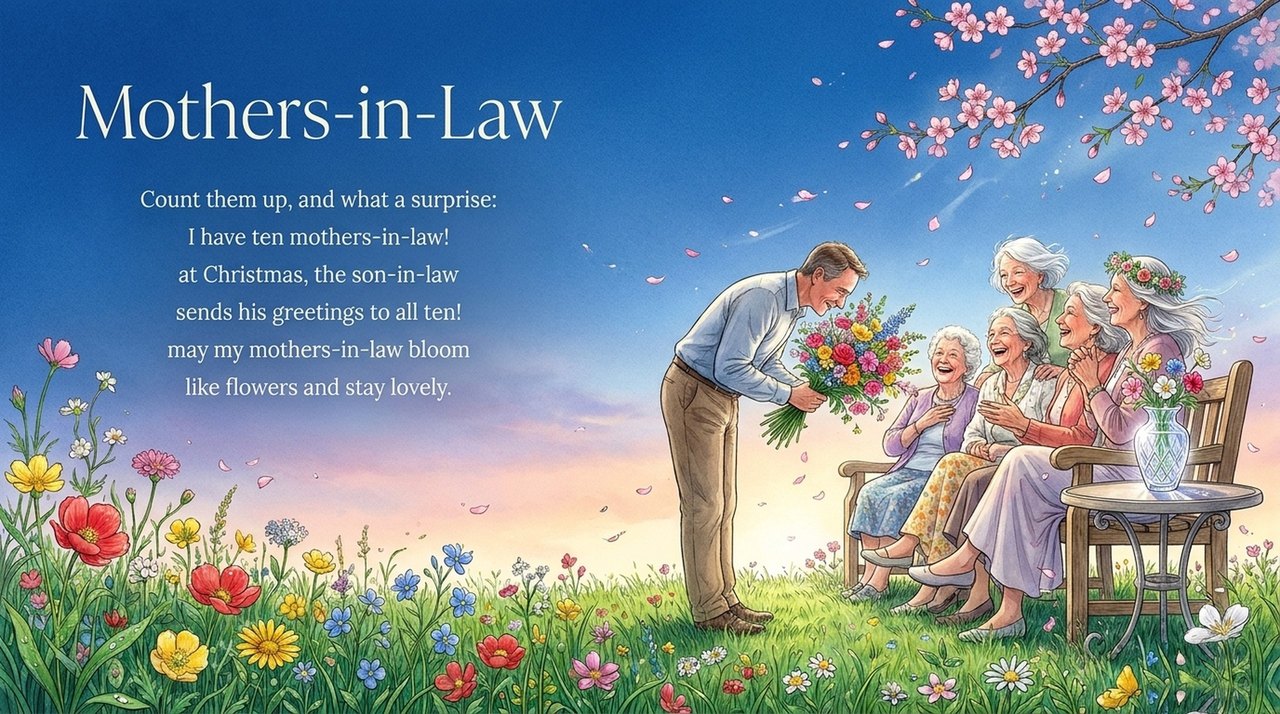 Mothers-in-Law
Count them up, and what a surprise:
I have ten mothers-in-law!
at Christmas, the son-in-law
sends his greetings to all ten!
may my mothers-in-law bloom
like flowers and stay lovely.